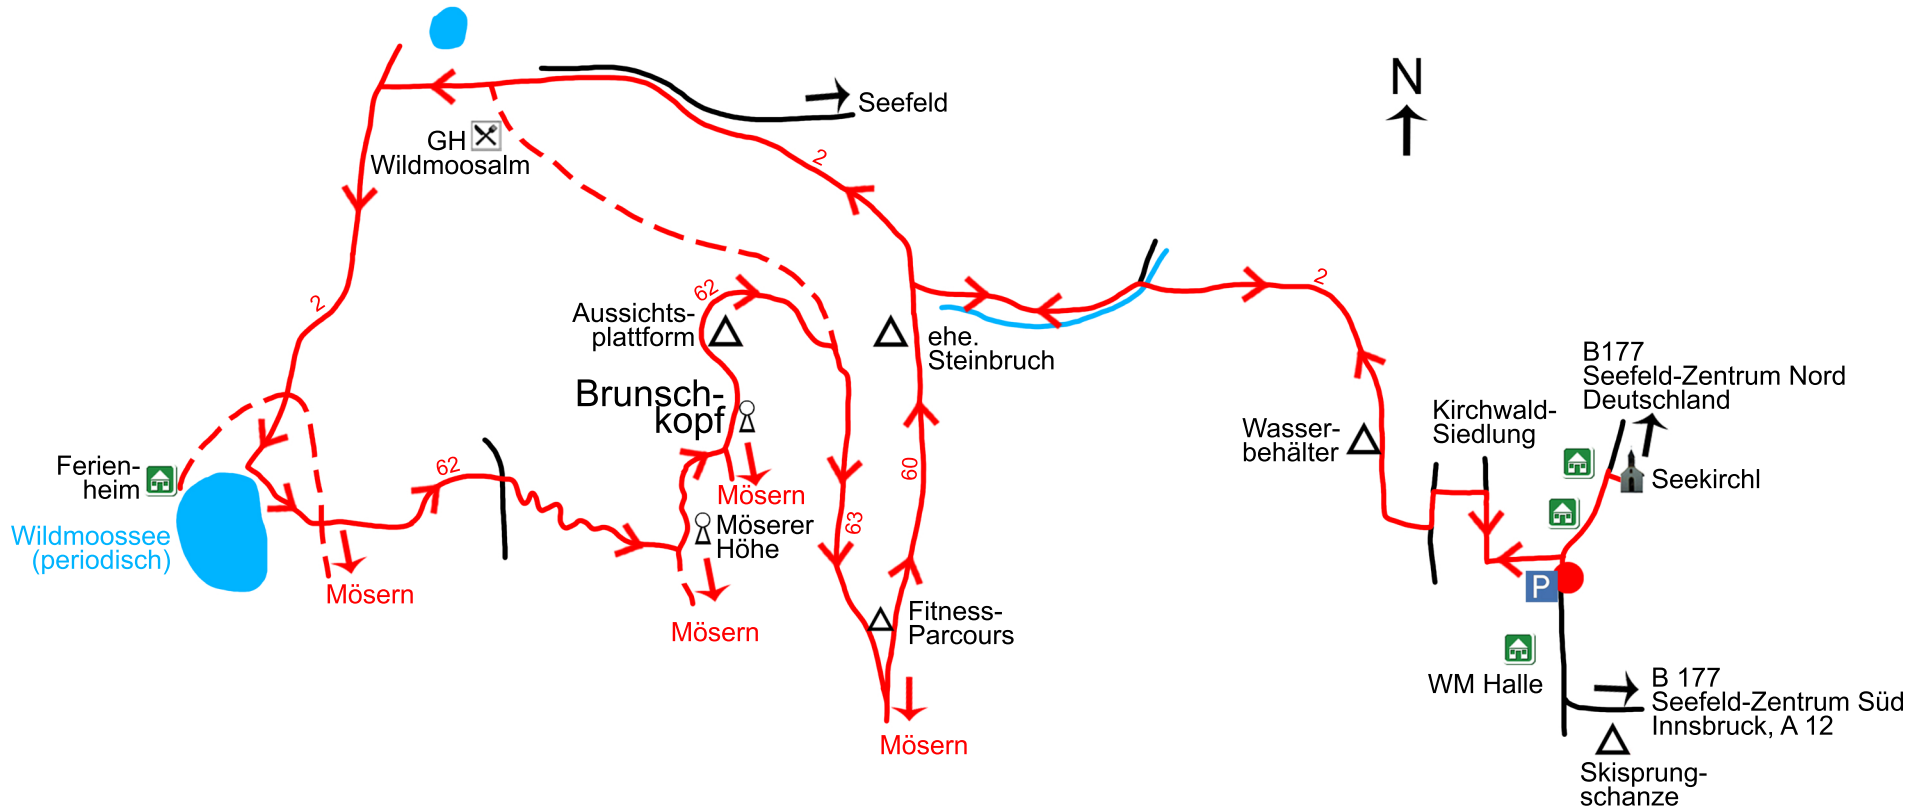 N
Seefeld
GH
Wildmoosalm
2
2
2
62
Aussichts-
plattform
ehe.
Steinbruch
B177
Seefeld-Zentrum Nord
Deutschland
Kirchwald-
Siedlung
Brunsch-
kopf
Wasser-
behälter
Ferien-
heim
62
60
Seekirchl
Mösern
Möserer
Höhe
63
Wildmoossee
(periodisch)
Mösern
P
Fitness-
Parcours
Mösern
WM Halle
B 177
Seefeld-Zentrum Süd
Innsbruck, A 12
Mösern
Skisprung-
schanze